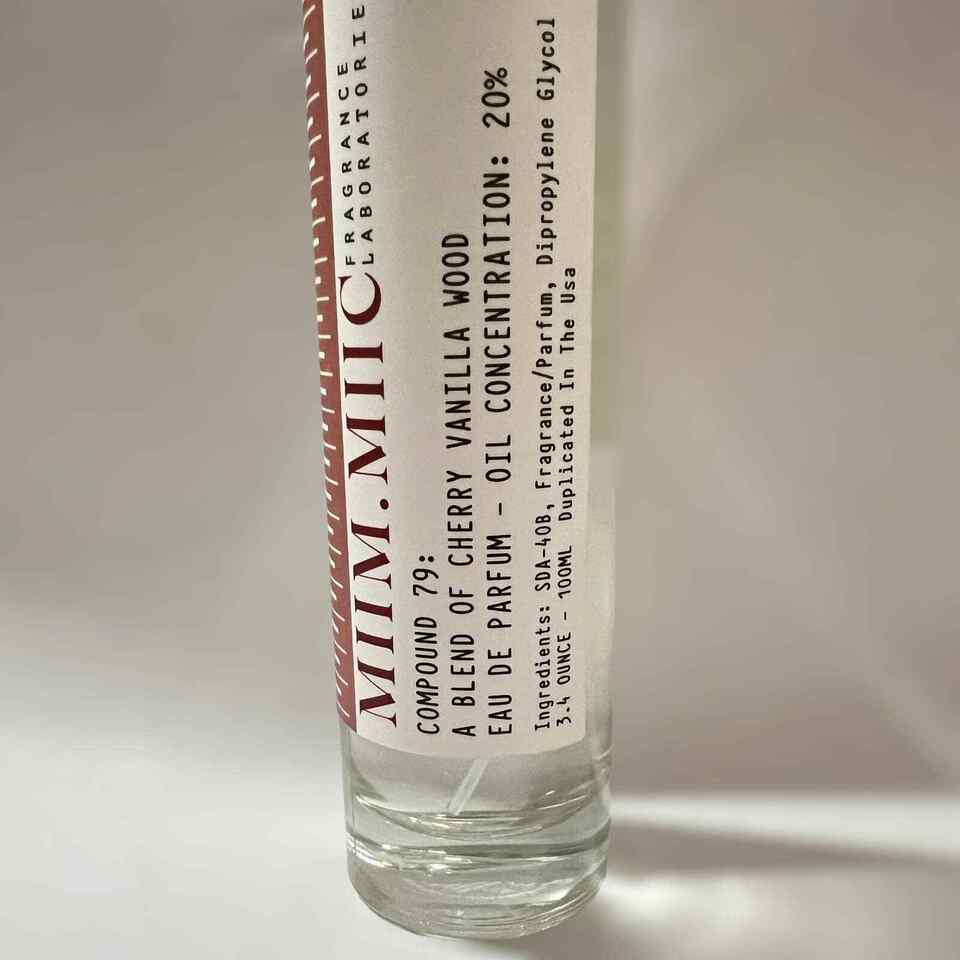 MIIM.MIIC
FRAGRANCE
LABORATORIE
COMPOUND 79:
A BLEND OF CHERRY VANILLA WOOD
EAU DE PARFUM - OIL CONCENTRATION: 20%
Ingredients: SDA-40B, Fragrance/Parfum, Dipropylene Glycol
3.4 OUNCE - 100ML Duplicated In The Usa